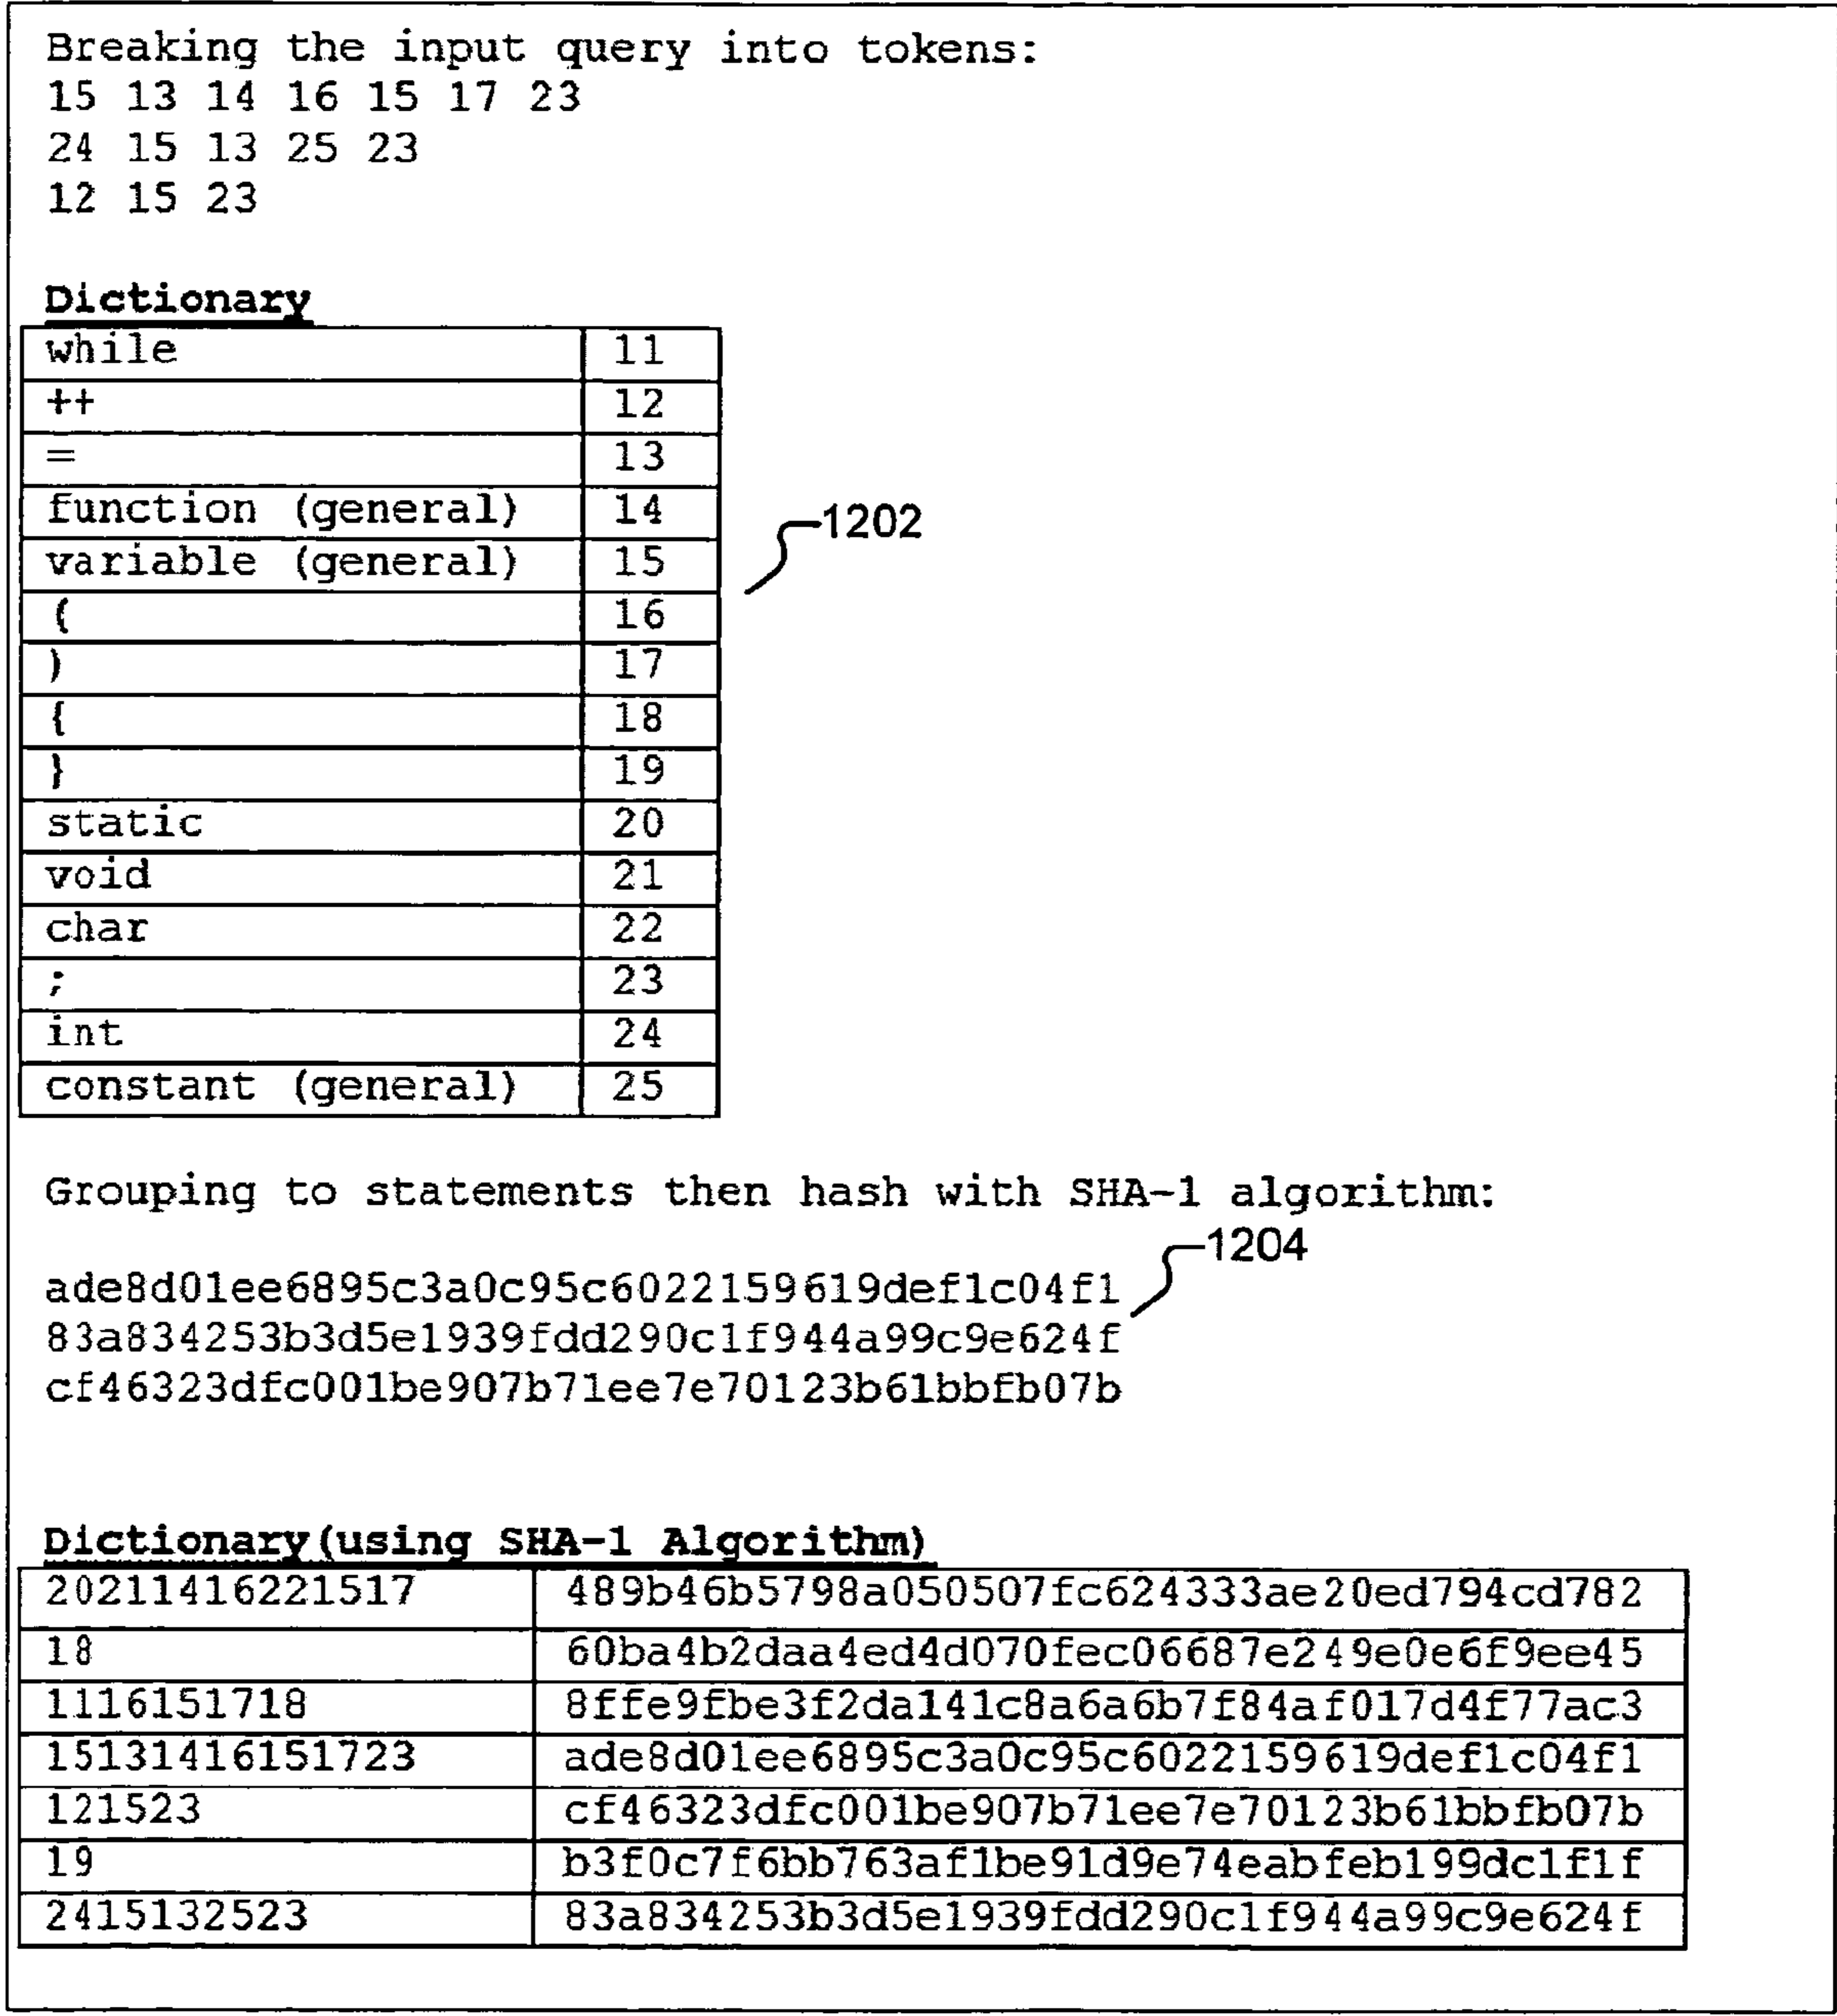 Breaking the input query into tokens:
15 13 14 16 15 17 23
24 15 13 25 23
12 15 23
Dictionary
while 11
++ 12
= 13
function (general) 14
1202
variable (general) 15
( 16
) 17
{ 18
} 19
static 20
void 21
char 22
; 23
int 24
constant (general) 25
Grouping to statements then hash with SHA-1 algorithm:
1204
ade8d01ee6895c3a0c95c6022159619def1c04f1
83a834253b3d5e1939fdd290c1f944a99c9e624f
cf46323dfc001be907b71ee7e70123b61bbfb07b
Dictionary(using SHA-1 Algorithm)
20211416221517 489b46b5798a050507fc624333ae20ed794cd782
18 60ba4b2daa4ed4d070fec06687e249e0e6f9ee45
1116151718 8ffe9fbe3f2da141c8a6a6b7f84af017d4f77ac3
15131416151723 ade8d01ee6895c3a0c95c6022159619def1c04f1
121523 cf46323dfc001be907b71ee7e70123b61bbfb07b
19 b3f0c7f6bb763af1be91d9e74eabfeb199dc1f1f
2415132523 83a834253b3d5e1939fdd290c1f944a99c9e624f